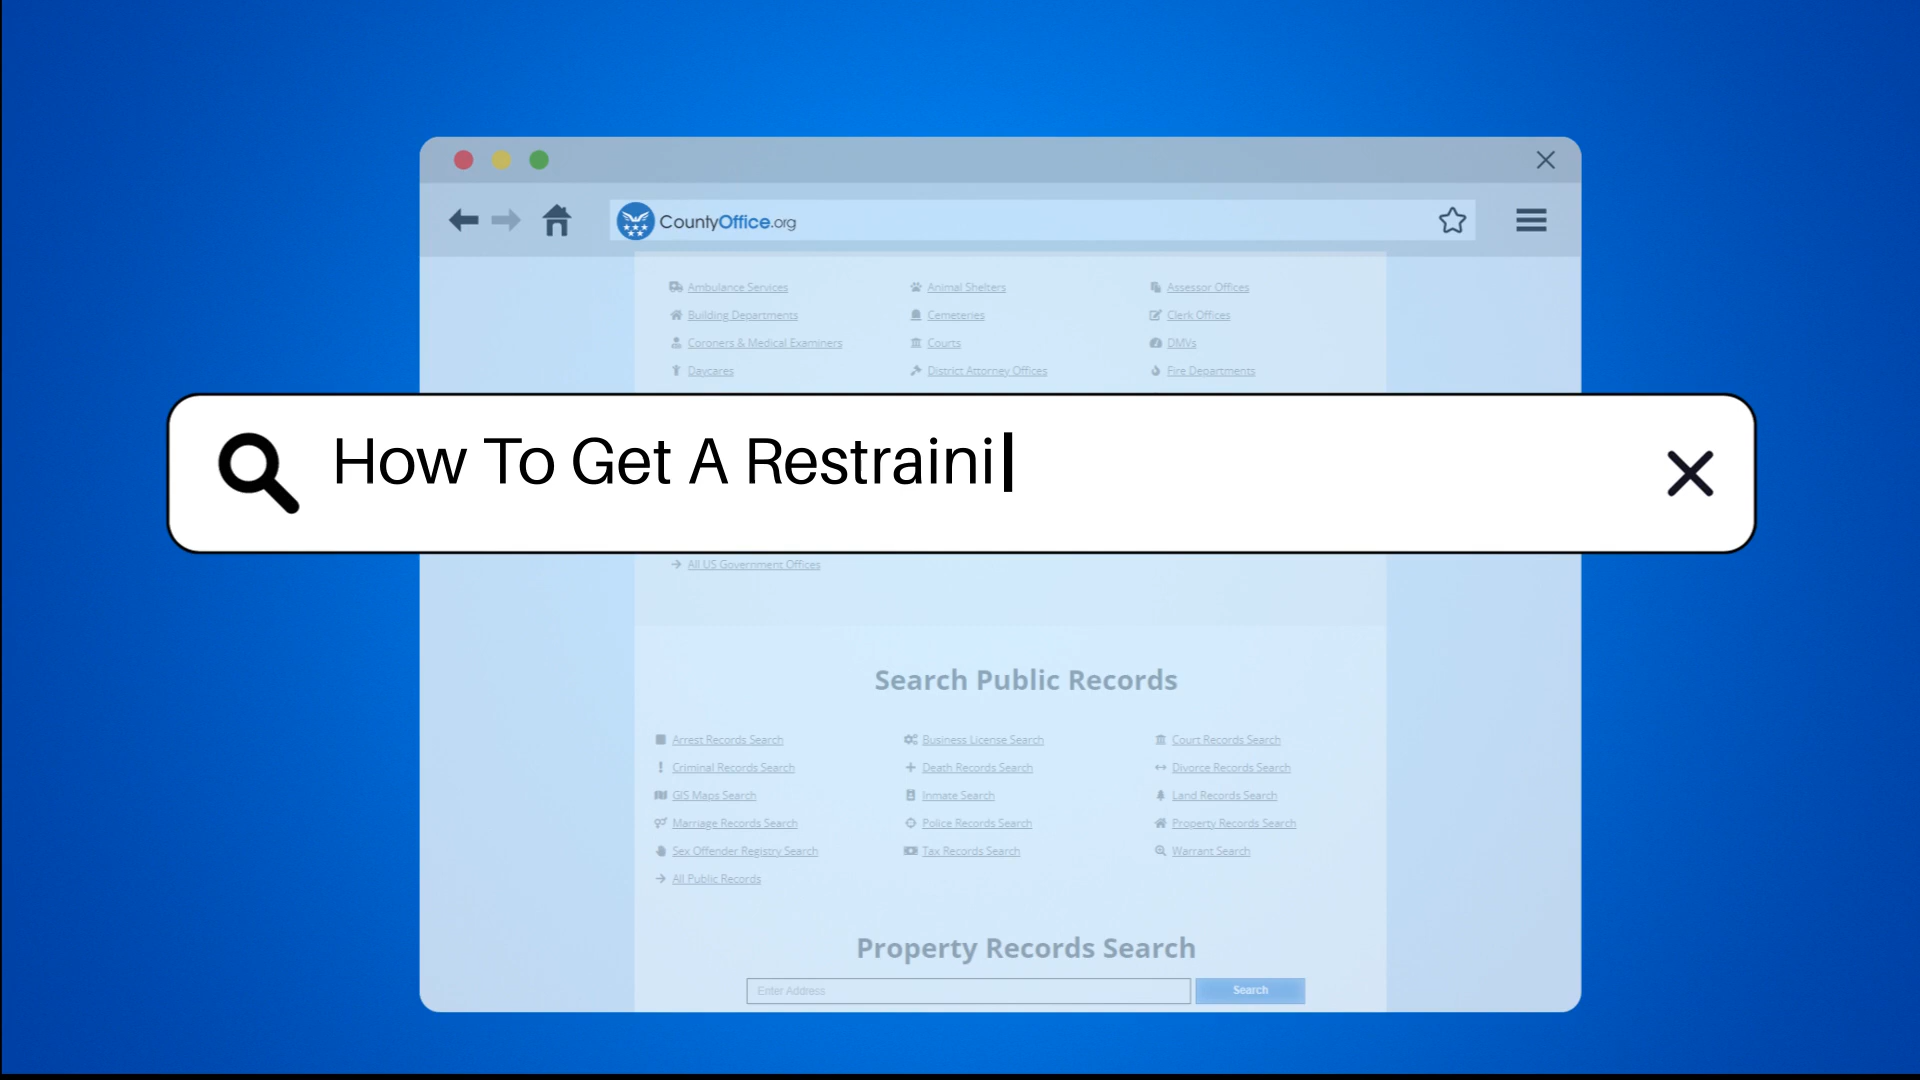 CountyOffice.org
Ambulance Services Animal Shelters Assessor Offices
Building Departments Cemeteries Clerk Offices
Coroners & Medical Examiners Courts DMVs
Daycares District Attorney Offices Fire Departments
How To Get A Restraini
All US Government Offices
Search Public Records
Arrest Records Search Business License Search Court Records Search
Criminal Records Search Death Records Search Divorce Records Search
GIS Maps Search Inmate Search Land Records Search
Marriage Records Search Police Records Search Property Records Search
Sex Offender Registry Search Tax Records Search Warrant Search
All Public Records
Property Records Search
Enter Address Search